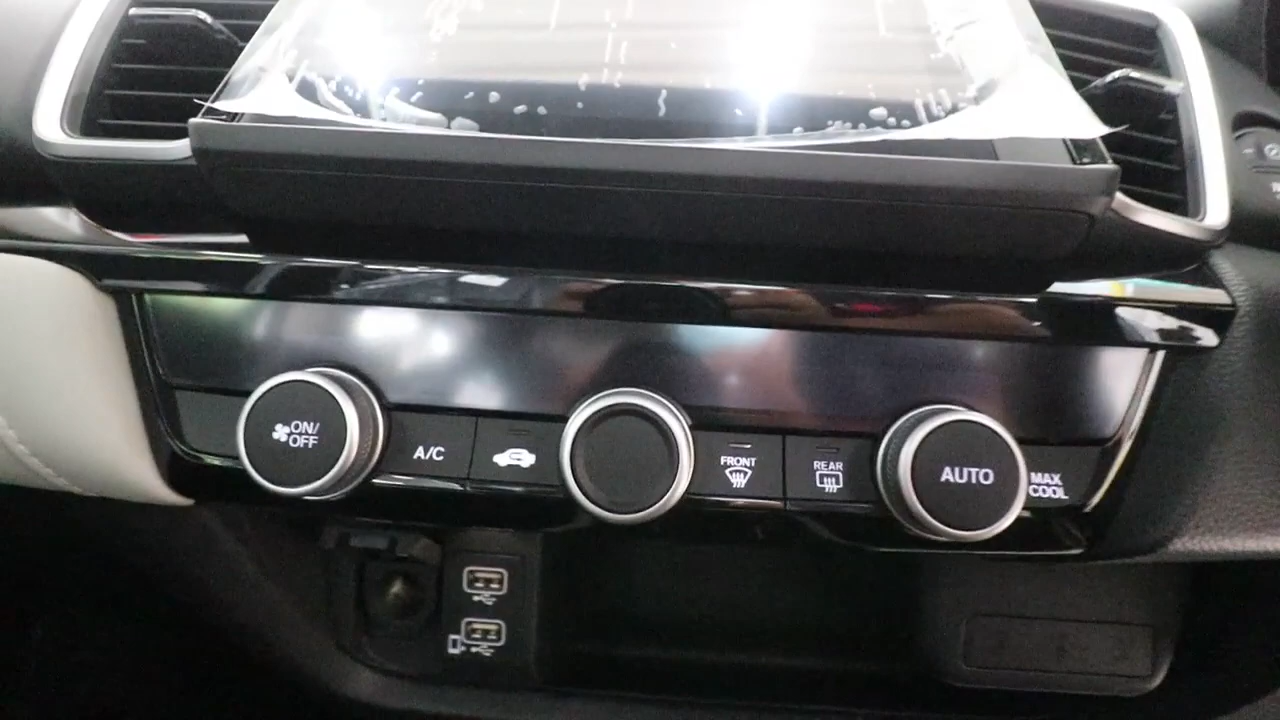 ON/
OFF
A/C
FRONT
REAR
AUTO
MAX
COOL